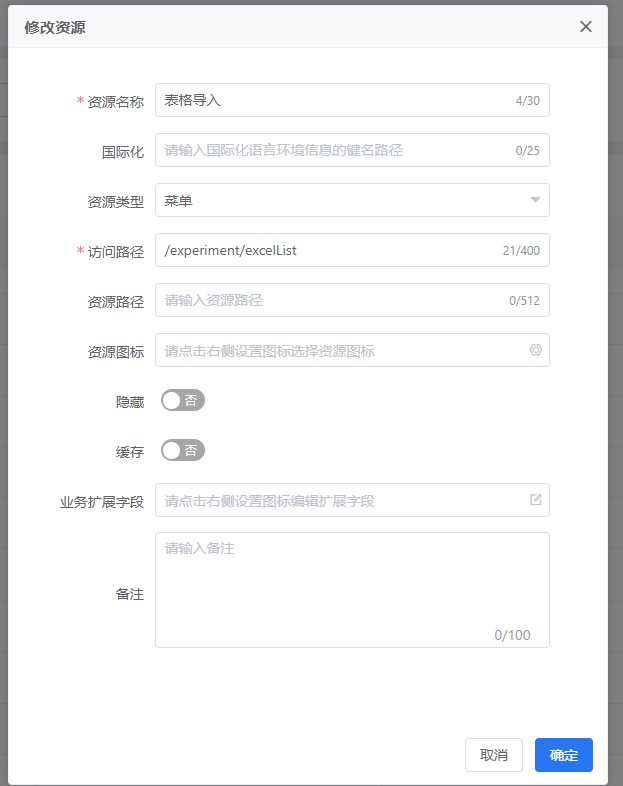 修改资源
* 资源名称 表格导入 4/30
国际化 请输入国际化语言环境信息的键名路径 0/25
资源类型 菜单
* 访问路径 /experiment/excelList 21/400
资源路径 请输入资源路径 0/512
资源图标 请点击右侧设置图标选择资源图标
隐藏 否
缓存 否
业务扩展字段 请点击右侧设置图标编辑扩展字段
备注 请输入备注
0/100
取消 确定